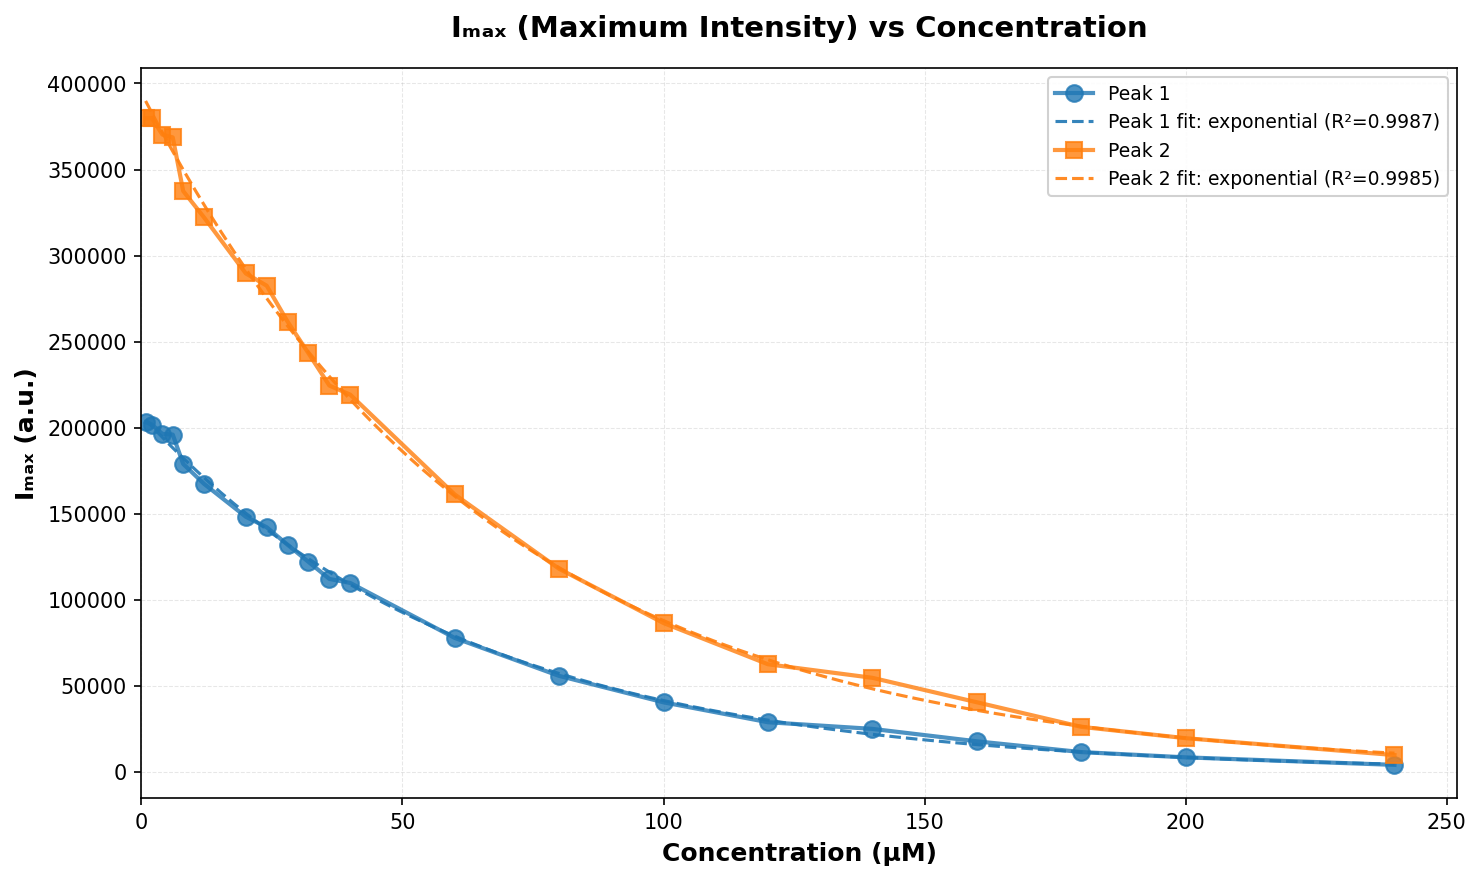 Iₘₐₓ (Maximum Intensity) vs Concentration
Peak 1
Peak 1 fit: exponential (R²=0.9987)
Peak 2
Peak 2 fit: exponential (R²=0.9985)
Iₘₐₓ (a.u.)
400000
350000
300000
250000
200000
150000
100000
50000
0
0 50 100 150 200 250
Concentration (μM)